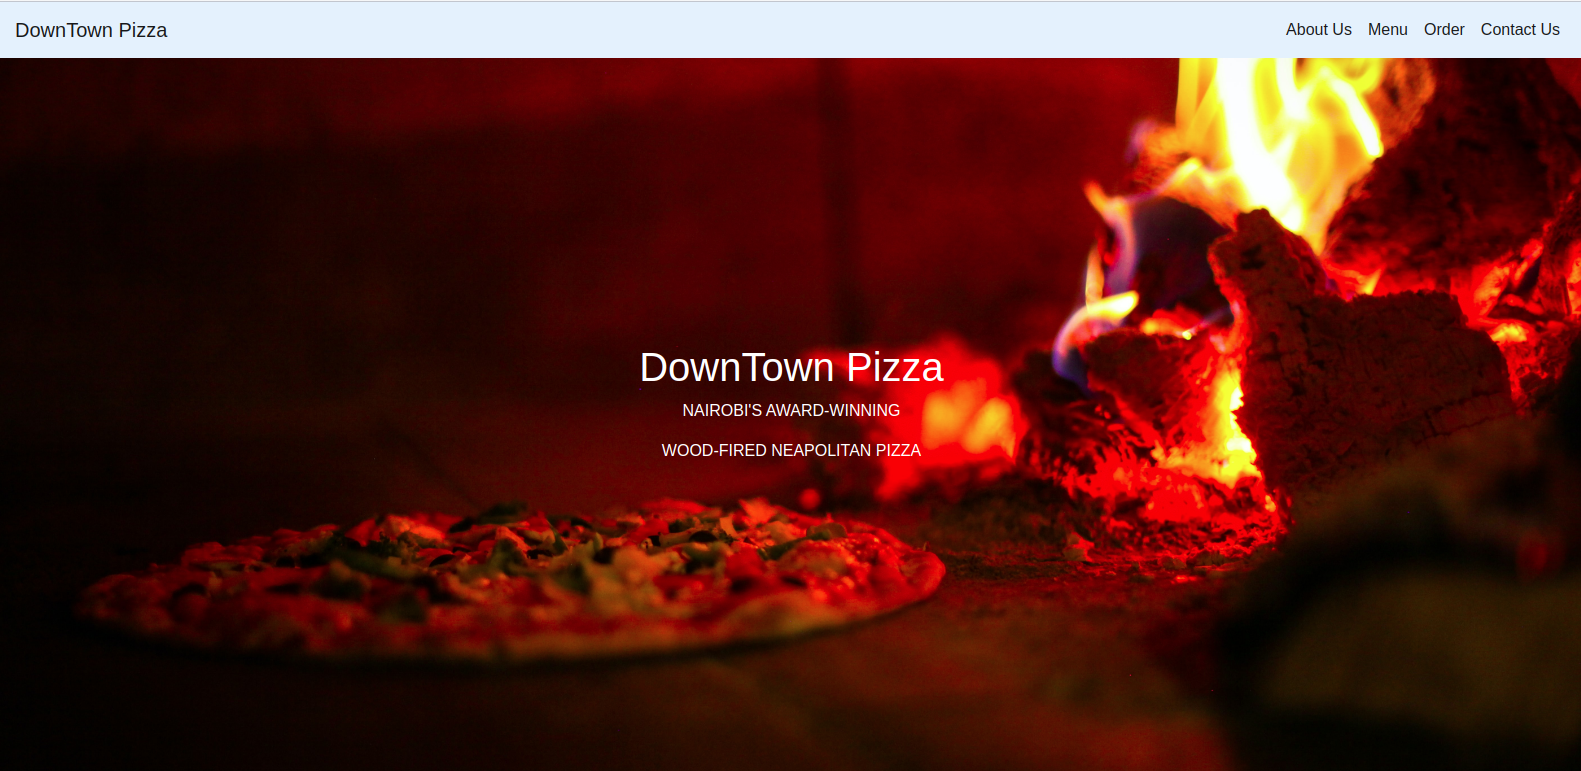 DownTown Pizza
About Us Menu Order Contact Us
DownTown Pizza
NAIROBI'S AWARD-WINNING
WOOD-FIRED NEAPOLITAN PIZZA